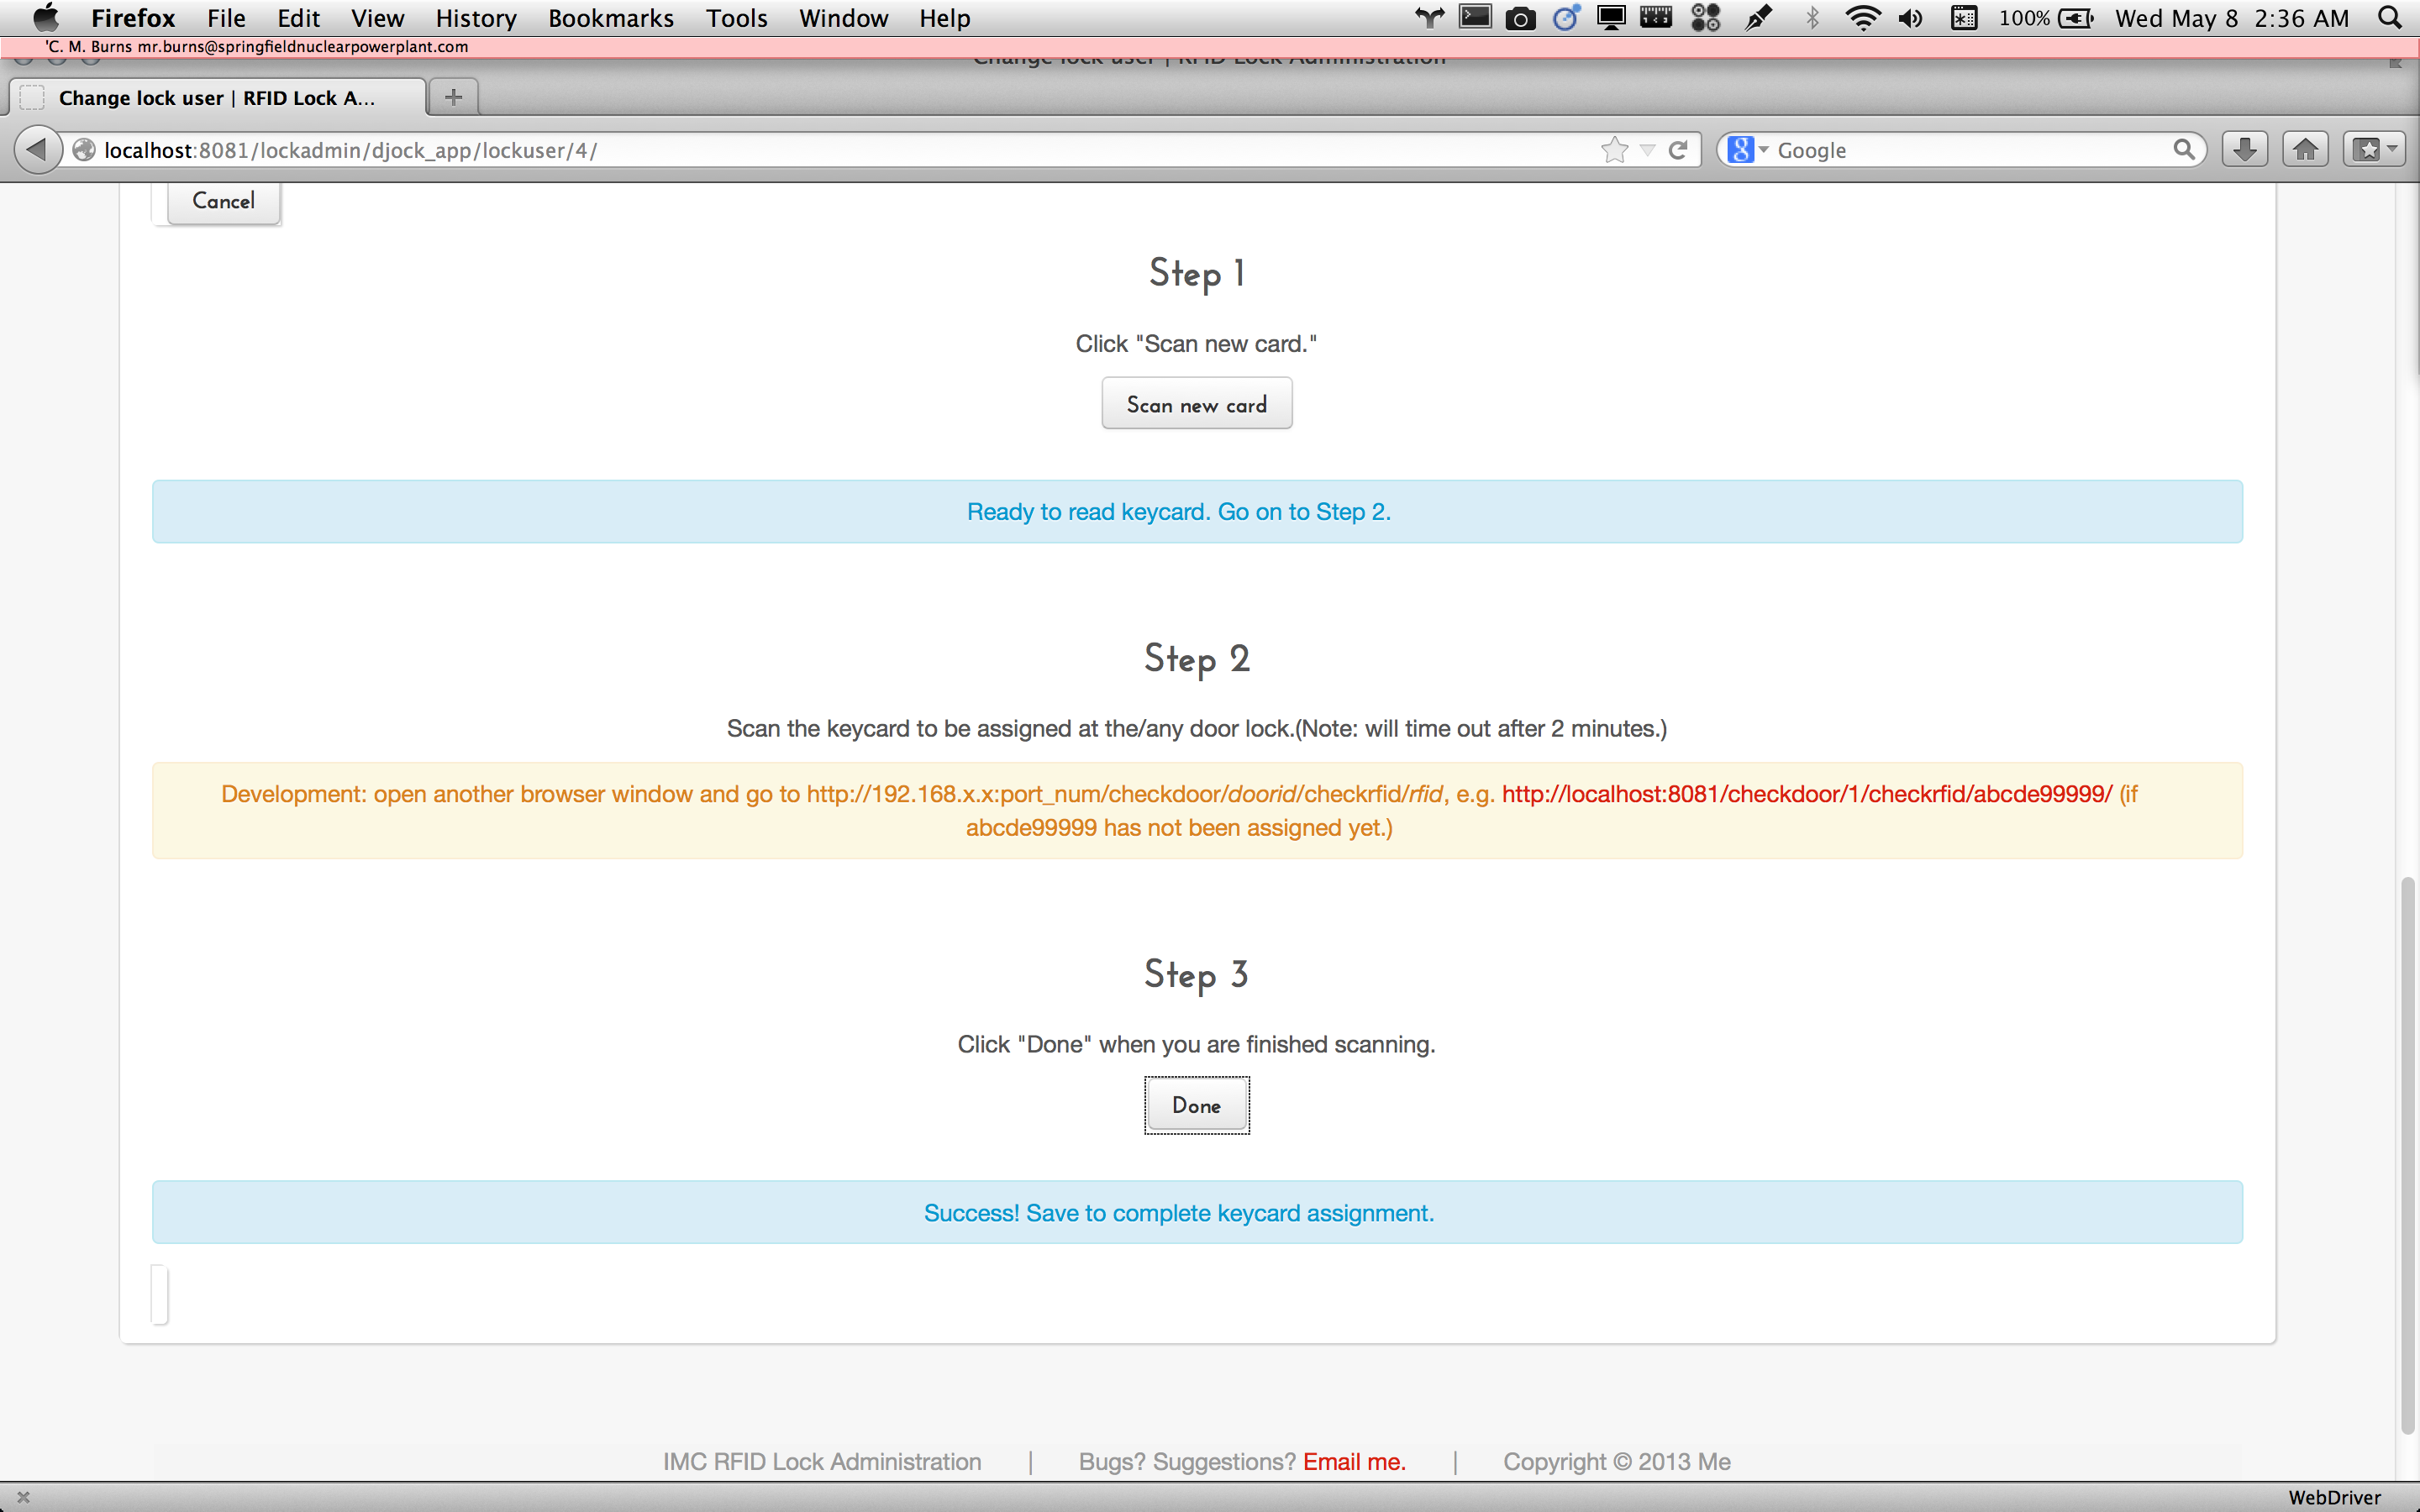 Firefox File Edit View History Bookmarks Tools Window Help 100% Wed May 8 2:36 AM
'C. M. Burns mr.burns@springfieldnuclearpowerplant.com
Change lock user | RFID Lock Administration
Change lock user | RFID Lock A...
localhost:8081/lockadmin/djock_app/lockuser/4/ Google
Cancel
Step 1
Click "Scan new card."
Scan new card
Ready to read keycard. Go on to Step 2.
Step 2
Scan the keycard to be assigned at the/any door lock.(Note: will time out after 2 minutes.)
Development: open another browser window and go to http://192.168.x.x:port_num/checkdoor/doorid/checkrfid/rfid, e.g. http://localhost:8081/checkdoor/1/checkrfid/abcde99999/ (if
abcde99999 has not been assigned yet.)
Step 3
Click "Done" when you are finished scanning.
Done
Success! Save to complete keycard assignment.
IMC RFID Lock Administration | Bugs? Suggestions? Email me. | Copyright © 2013 Me
WebDriver